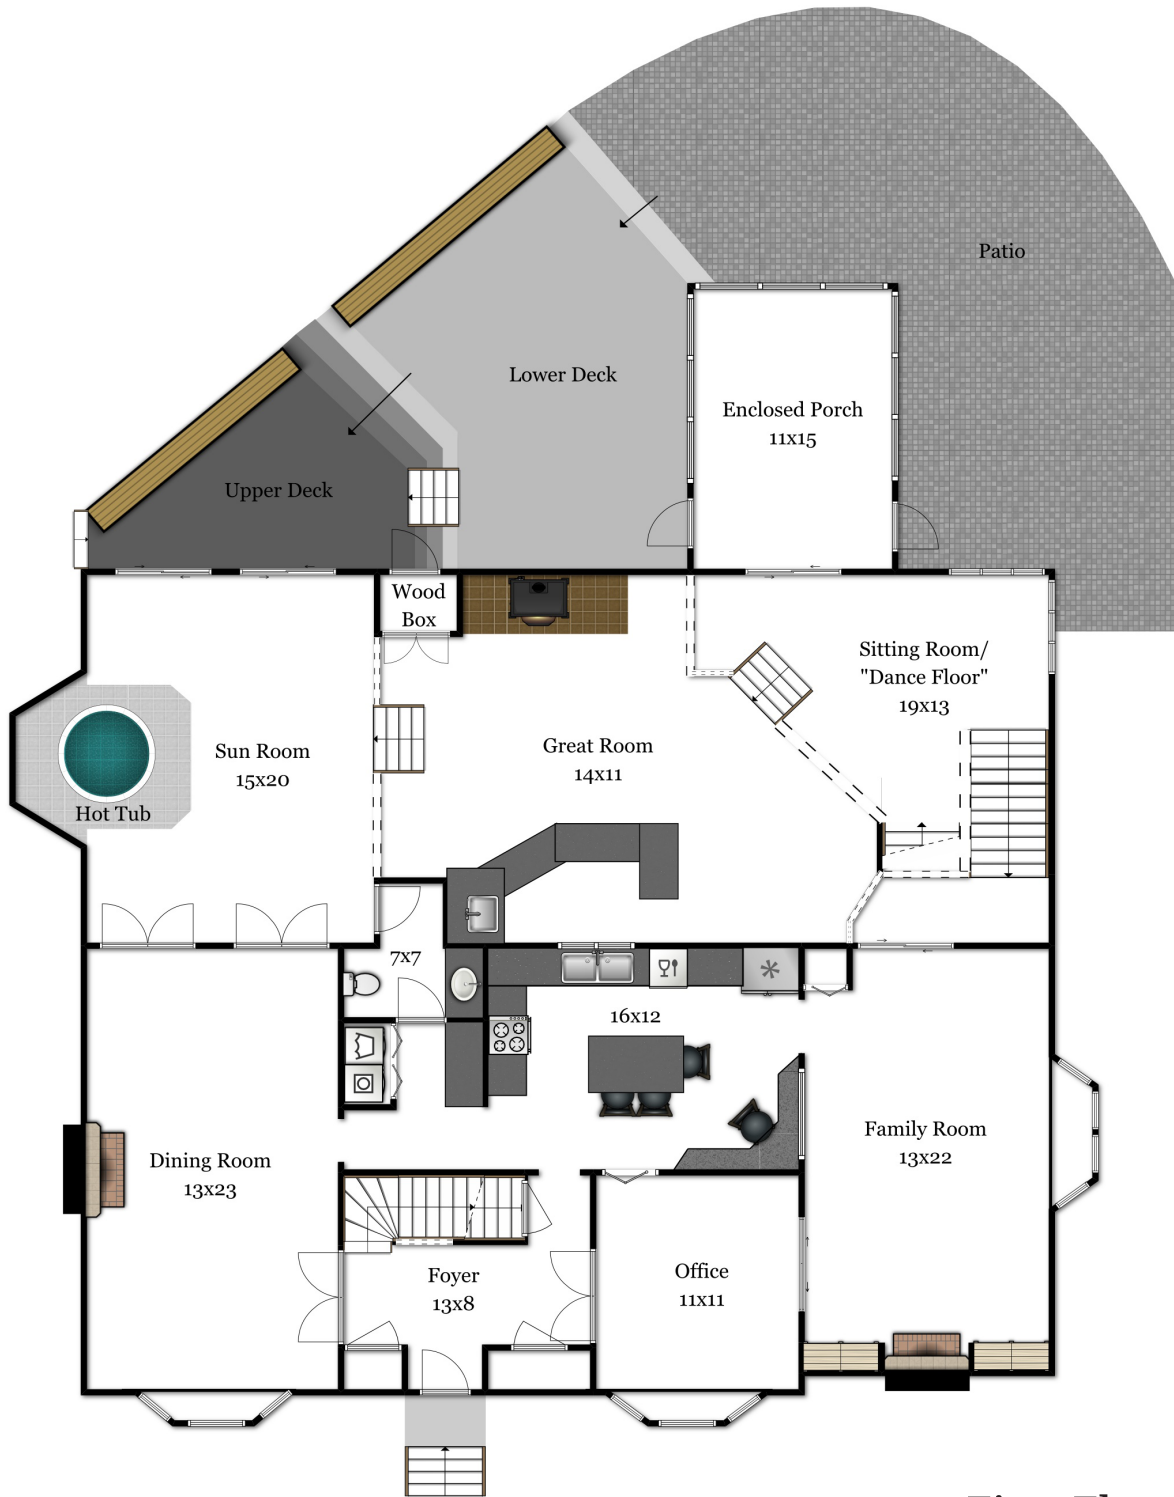 Patio
Lower Deck
Enclosed Porch
11x15
Upper Deck
Wood
Box
Sitting Room/
"Dance Floor"
19x13
Great Room
14x11
Sun Room
15x20
Hot Tub
7x7
16x12
Family Room
13x22
Dining Room
13x23
Foyer
13x8
Office
11x11